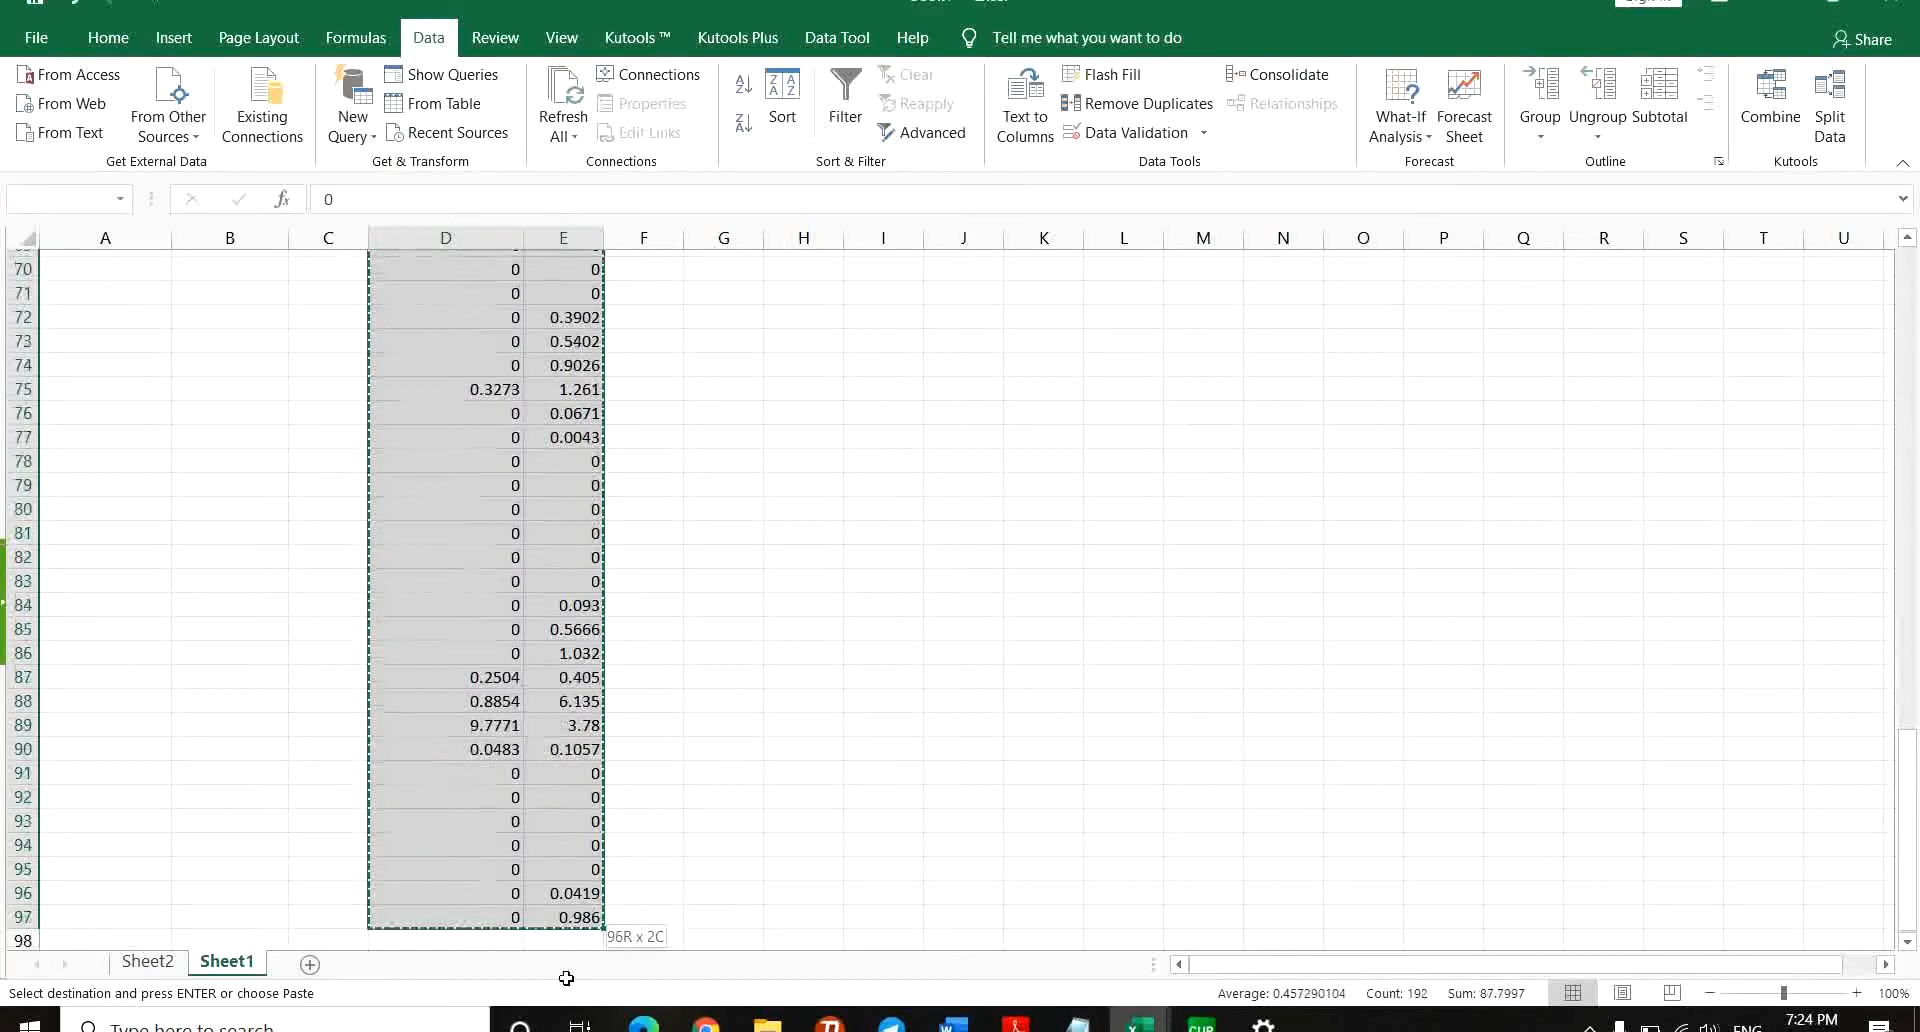 File Home Insert Page Layout Formulas Data Review View Kutools ™ Kutools Plus Data Tool Help Tell me what you want to do Share
From Access
From Web
From Text
From Other Sources
Existing Connections
Get External Data
New Query
Show Queries
From Table
Recent Sources
Get & Transform
Refresh All
Connections
Properties
Edit Links
Connections
Sort
Filter
Clear
Reapply
Advanced
Sort & Filter
Text to Columns
Flash Fill
Remove Duplicates
Data Validation
Consolidate
Relationships
Data Tools
What-If Analysis
Forecast Sheet
Forecast
Group
Ungroup
Subtotal
Outline
Combine
Split Data
Kutools
fx 0
A B C D E F G H I J K L M N O P Q R S T U
70 0 0
71 0 0
72 0 0.3902
73 0 0.5402
74 0 0.9026
75 0.3273 1.261
76 0 0.0671
77 0 0.0043
78 0 0
79 0 0
80 0 0
81 0 0
82 0 0
83 0 0
84 0 0.093
85 0 0.5666
86 0 1.032
87 0.2504 0.405
88 0.8854 6.135
89 9.7771 3.78
90 0.0483 0.1057
91 0 0
92 0 0
93 0 0
94 0 0
95 0 0
96 0 0.0419
97 0 0.986
96R x 2C
98
Sheet2 Sheet1
Select destination and press ENTER or choose Paste Average: 0.457290104 Count: 192 Sum: 87.7997 100%
Type here to search
ENG 7:24 PM